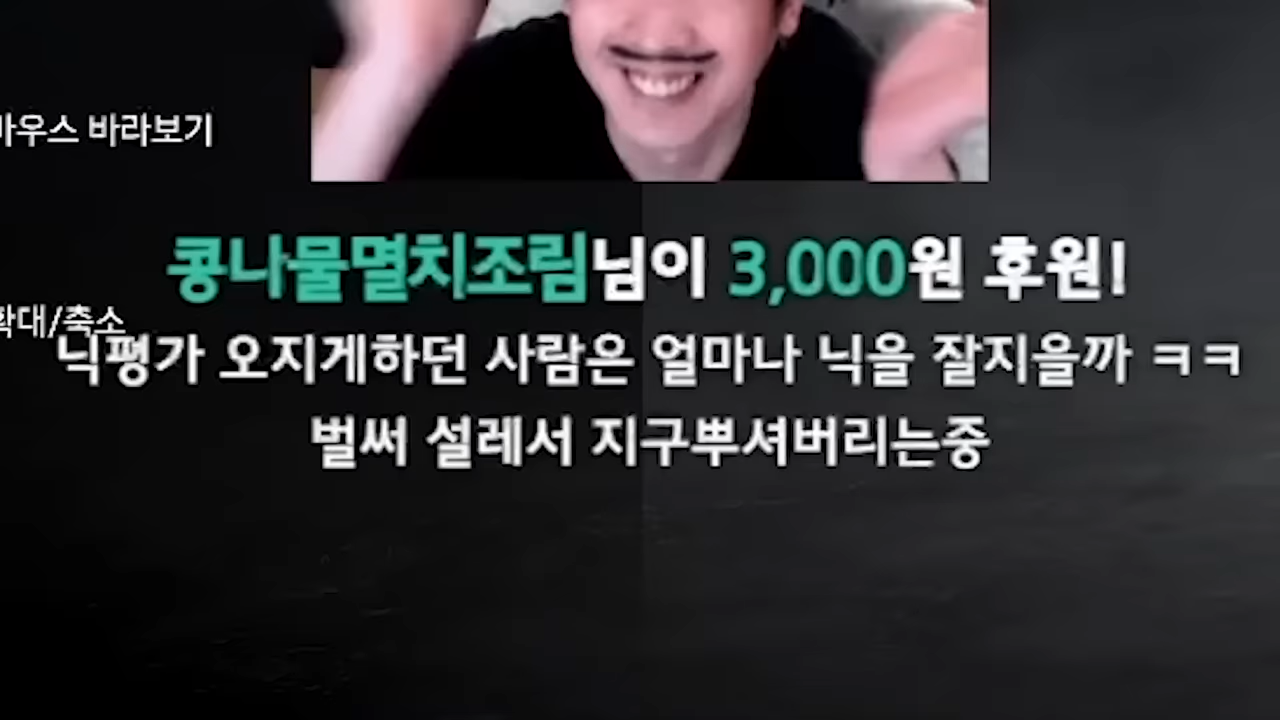 바라보기
콩나물멸치조림님이 3,000원 후원!
확대/축소
닉평가 오지게하던 사람은 얼마나 닉을 잘지을까 ㅋㅋ
벌써 설레서 지구뿌셔버리는중